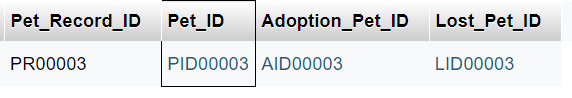 Pet_Record_ID Pet_ID Adoption_Pet_ID Lost_Pet_ID
PR00003 PID00003 AID00003 LID00003